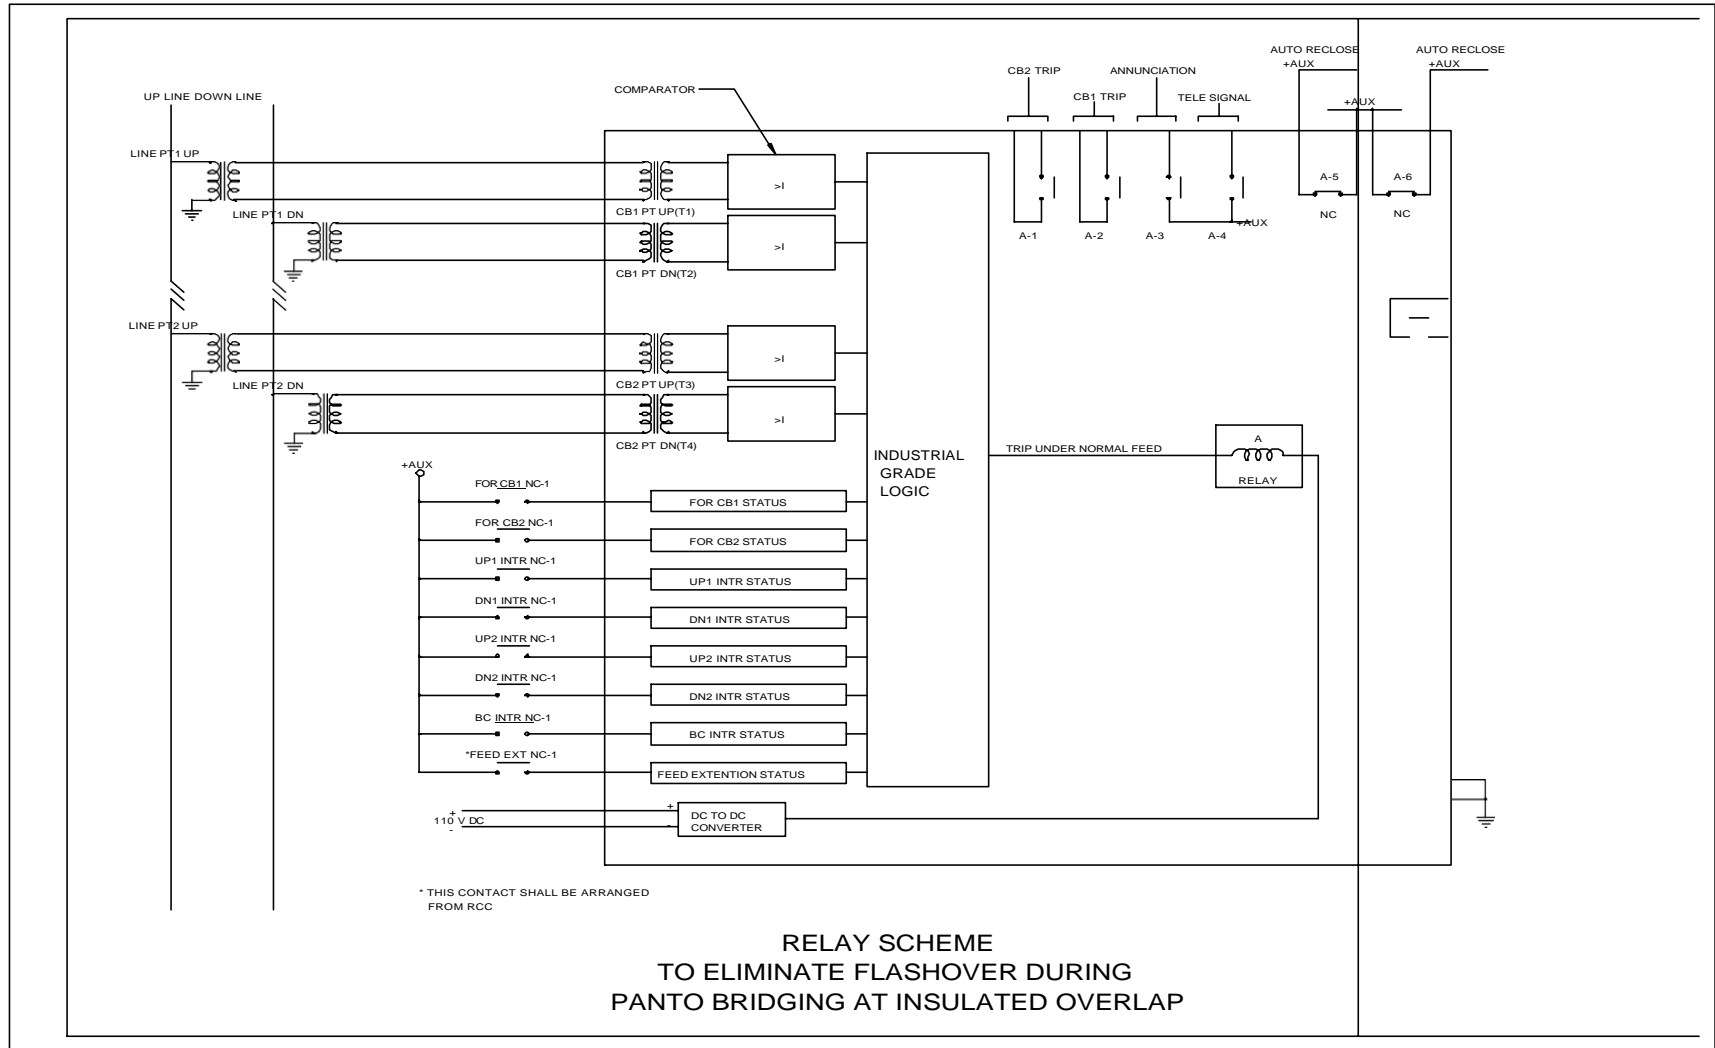 AUTO RECLOSE
+AUX
AUTO RECLOSE
+AUX
CB2 TRIP
ANNUNCIATION
COMPARATOR
UP LINE DOWN LINE
CB1 TRIP
TELE SIGNAL
+AUX
LINE PT1 UP
>I
A-5
A-6
CB1 PT UP(T1)
LINE PT1 DN
NC
NC
+AUX
A-1
A-2
A-3
A-4
>I
CB1 PT DN(T2)
LINE PT2 UP
>I
CB2 PT UP(T3)
LINE PT2 DN
>I
CB2 PT DN(T4)
A
RELAY
TRIP UNDER NORMAL FEED
INDUSTRIAL
GRADE
LOGIC
+AUX
FOR CB1 NC-1
FOR CB1 STATUS
FOR CB2 NC-1
FOR CB2 STATUS
UP1 INTR NC-1
UP1 INTR STATUS
DN1 INTR NC-1
DN1 INTR STATUS
UP2 INTR NC-1
UP2 INTR STATUS
DN2 INTR NC-1
DN2 INTR STATUS
BC INTR NC-1
BC INTR STATUS
*FEED EXT NC-1
FEED EXTENTION STATUS
+
110 V DC
-
+
-
DC TO DC
CONVERTER
* THIS CONTACT SHALL BE ARRANGED
FROM RCC
RELAY SCHEME
TO ELIMINATE FLASHOVER DURING
PANTO BRIDGING AT INSULATED OVERLAP